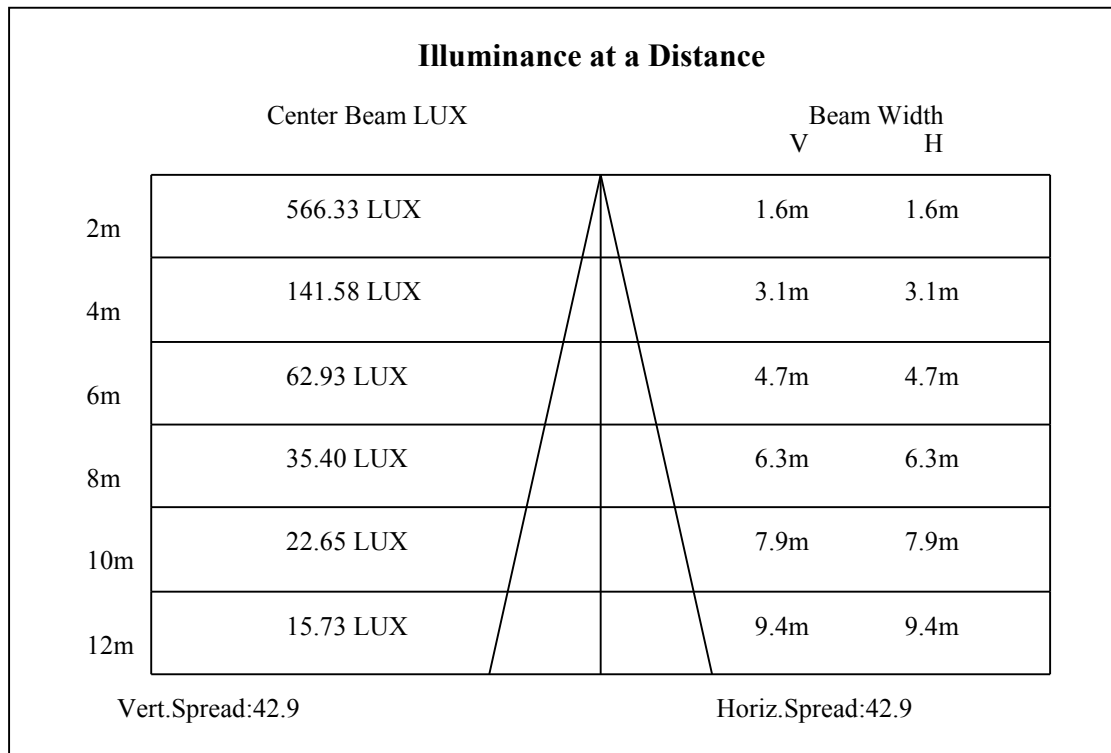 Illuminance at a Distance
Center Beam LUX Beam Width
V H
2m 566.33 LUX 1.6m 1.6m
4m 141.58 LUX 3.1m 3.1m
6m 62.93 LUX 4.7m 4.7m
8m 35.40 LUX 6.3m 6.3m
10m 22.65 LUX 7.9m 7.9m
12m 15.73 LUX 9.4m 9.4m
Vert.Spread:42.9 Horiz.Spread:42.9